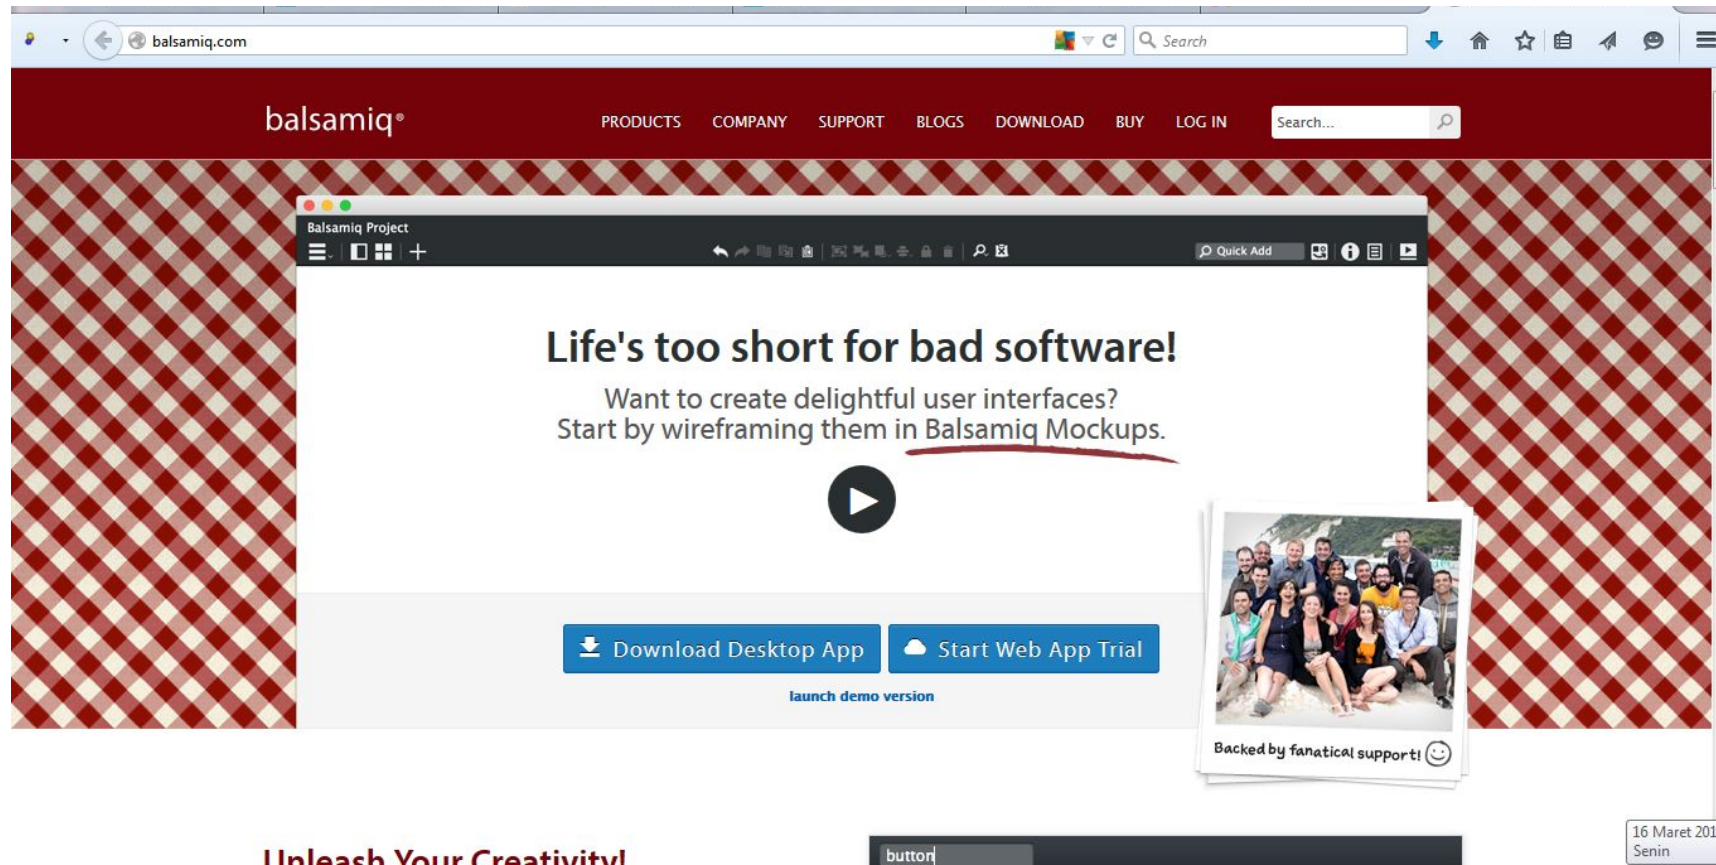 balsamiq.com
Search
balsamiq®
PRODUCTS COMPANY SUPPORT BLOGS DOWNLOAD BUY LOG IN Search...
Balsamiq Project
Quick Add
Life's too short for bad software!
Want to create delightful user interfaces?
Start by wireframing them in Balsamiq Mockups.
Download Desktop App Start Web App Trial
launch demo version
Backed by fanatical support!
Unleash Your Creativity!
button
16 Maret 201
Senin